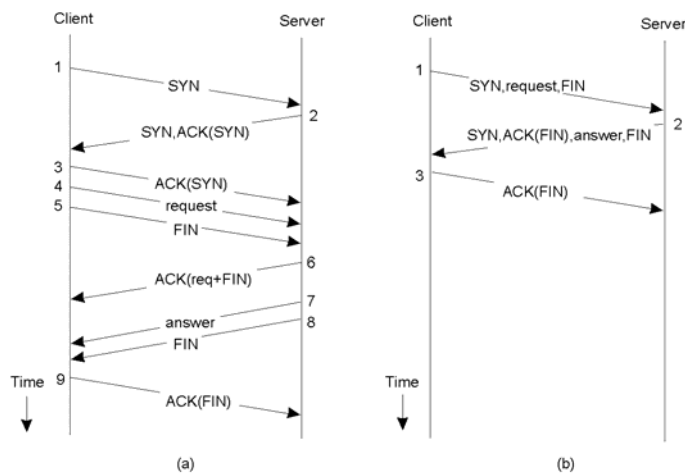 Client
Server
1
SYN
2
SYN,ACK(SYN)
3
ACK(SYN)
4
request
5
FIN
6
ACK(req+FIN)
7
answer
8
FIN
Time
9
ACK(FIN)
(a)
Client
Server
1
SYN,request,FIN
2
SYN,ACK(FIN),answer,FIN
3
ACK(FIN)
Time
(b)